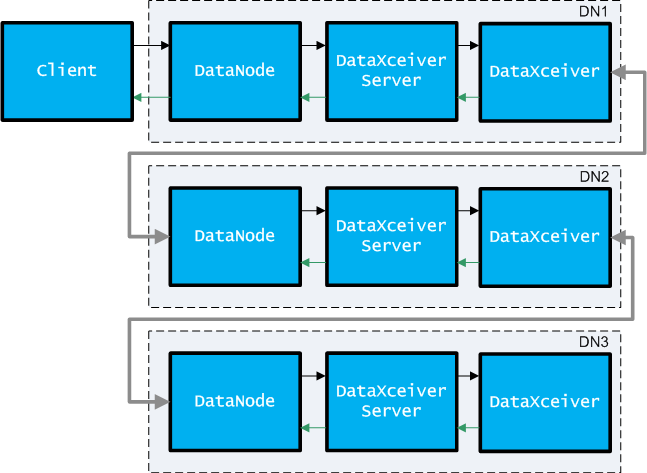 DN1
Client
DataNode
DataXceiver
Server
DataXceiver
DN2
DataNode
DataXceiver
Server
DataXceiver
DN3
DataNode
DataXceiver
Server
DataXceiver